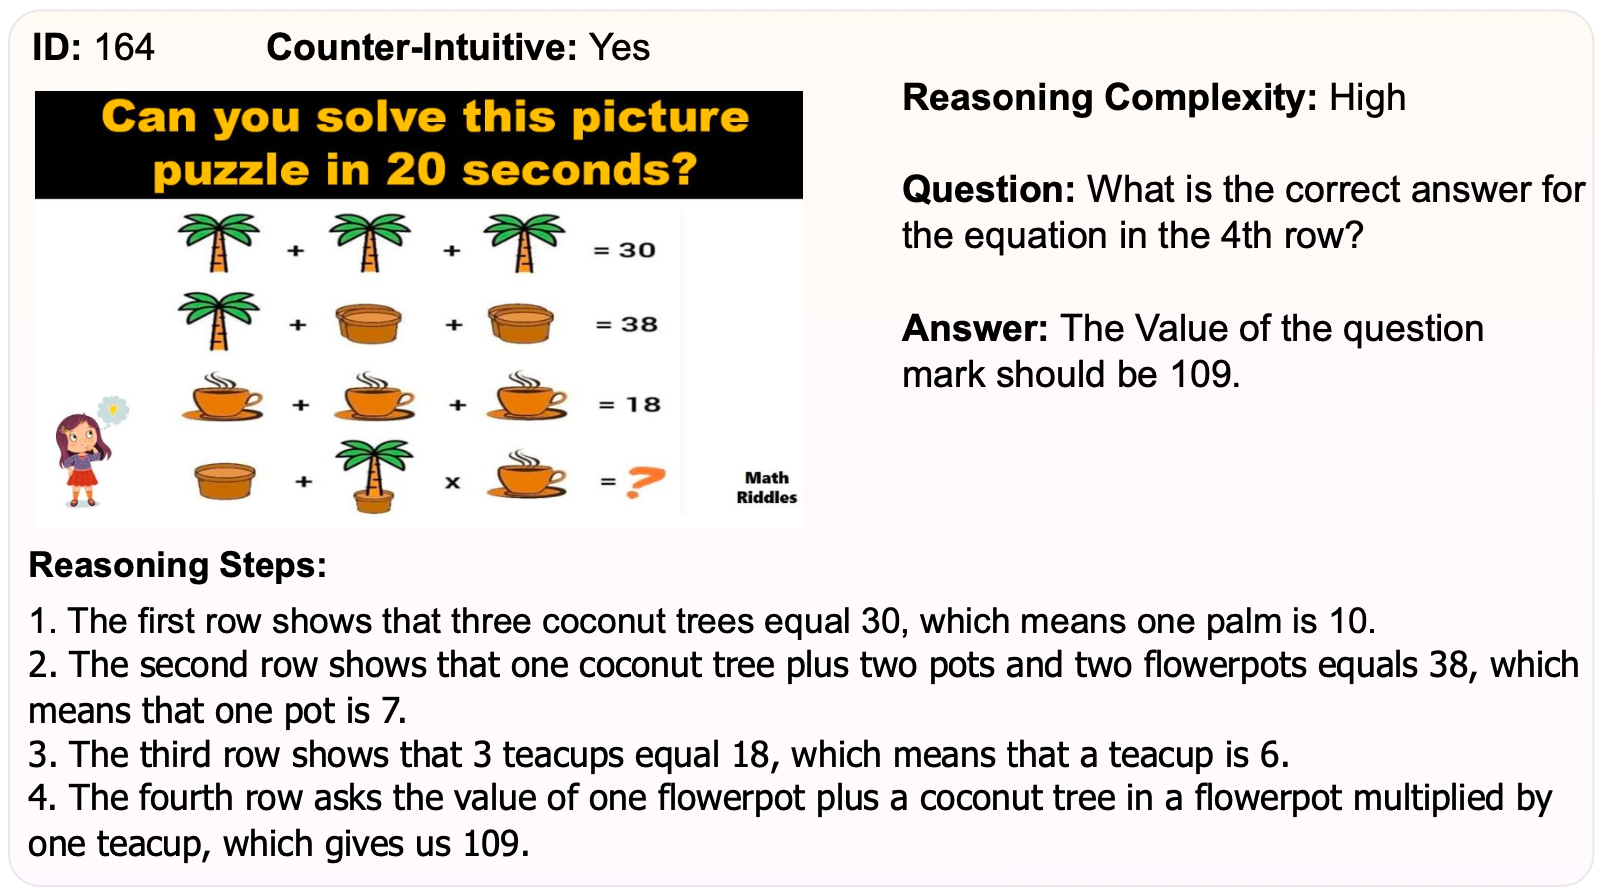 ID: 164 Counter-Intuitive: Yes
Can you solve this picture
puzzle in 20 seconds?
+ + = 30
+ + = 38
+ + = 18
+ x = ?
Math
Riddles
Reasoning Complexity: High
Question: What is the correct answer for
the equation in the 4th row?
Answer: The Value of the question
mark should be 109.
Reasoning Steps:
1. The first row shows that three coconut trees equal 30, which means one palm is 10.
2. The second row shows that one coconut tree plus two pots and two flowerpots equals 38, which
means that one pot is 7.
3. The third row shows that 3 teacups equal 18, which means that a teacup is 6.
4. The fourth row asks the value of one flowerpot plus a coconut tree in a flowerpot multiplied by
one teacup, which gives us 109.